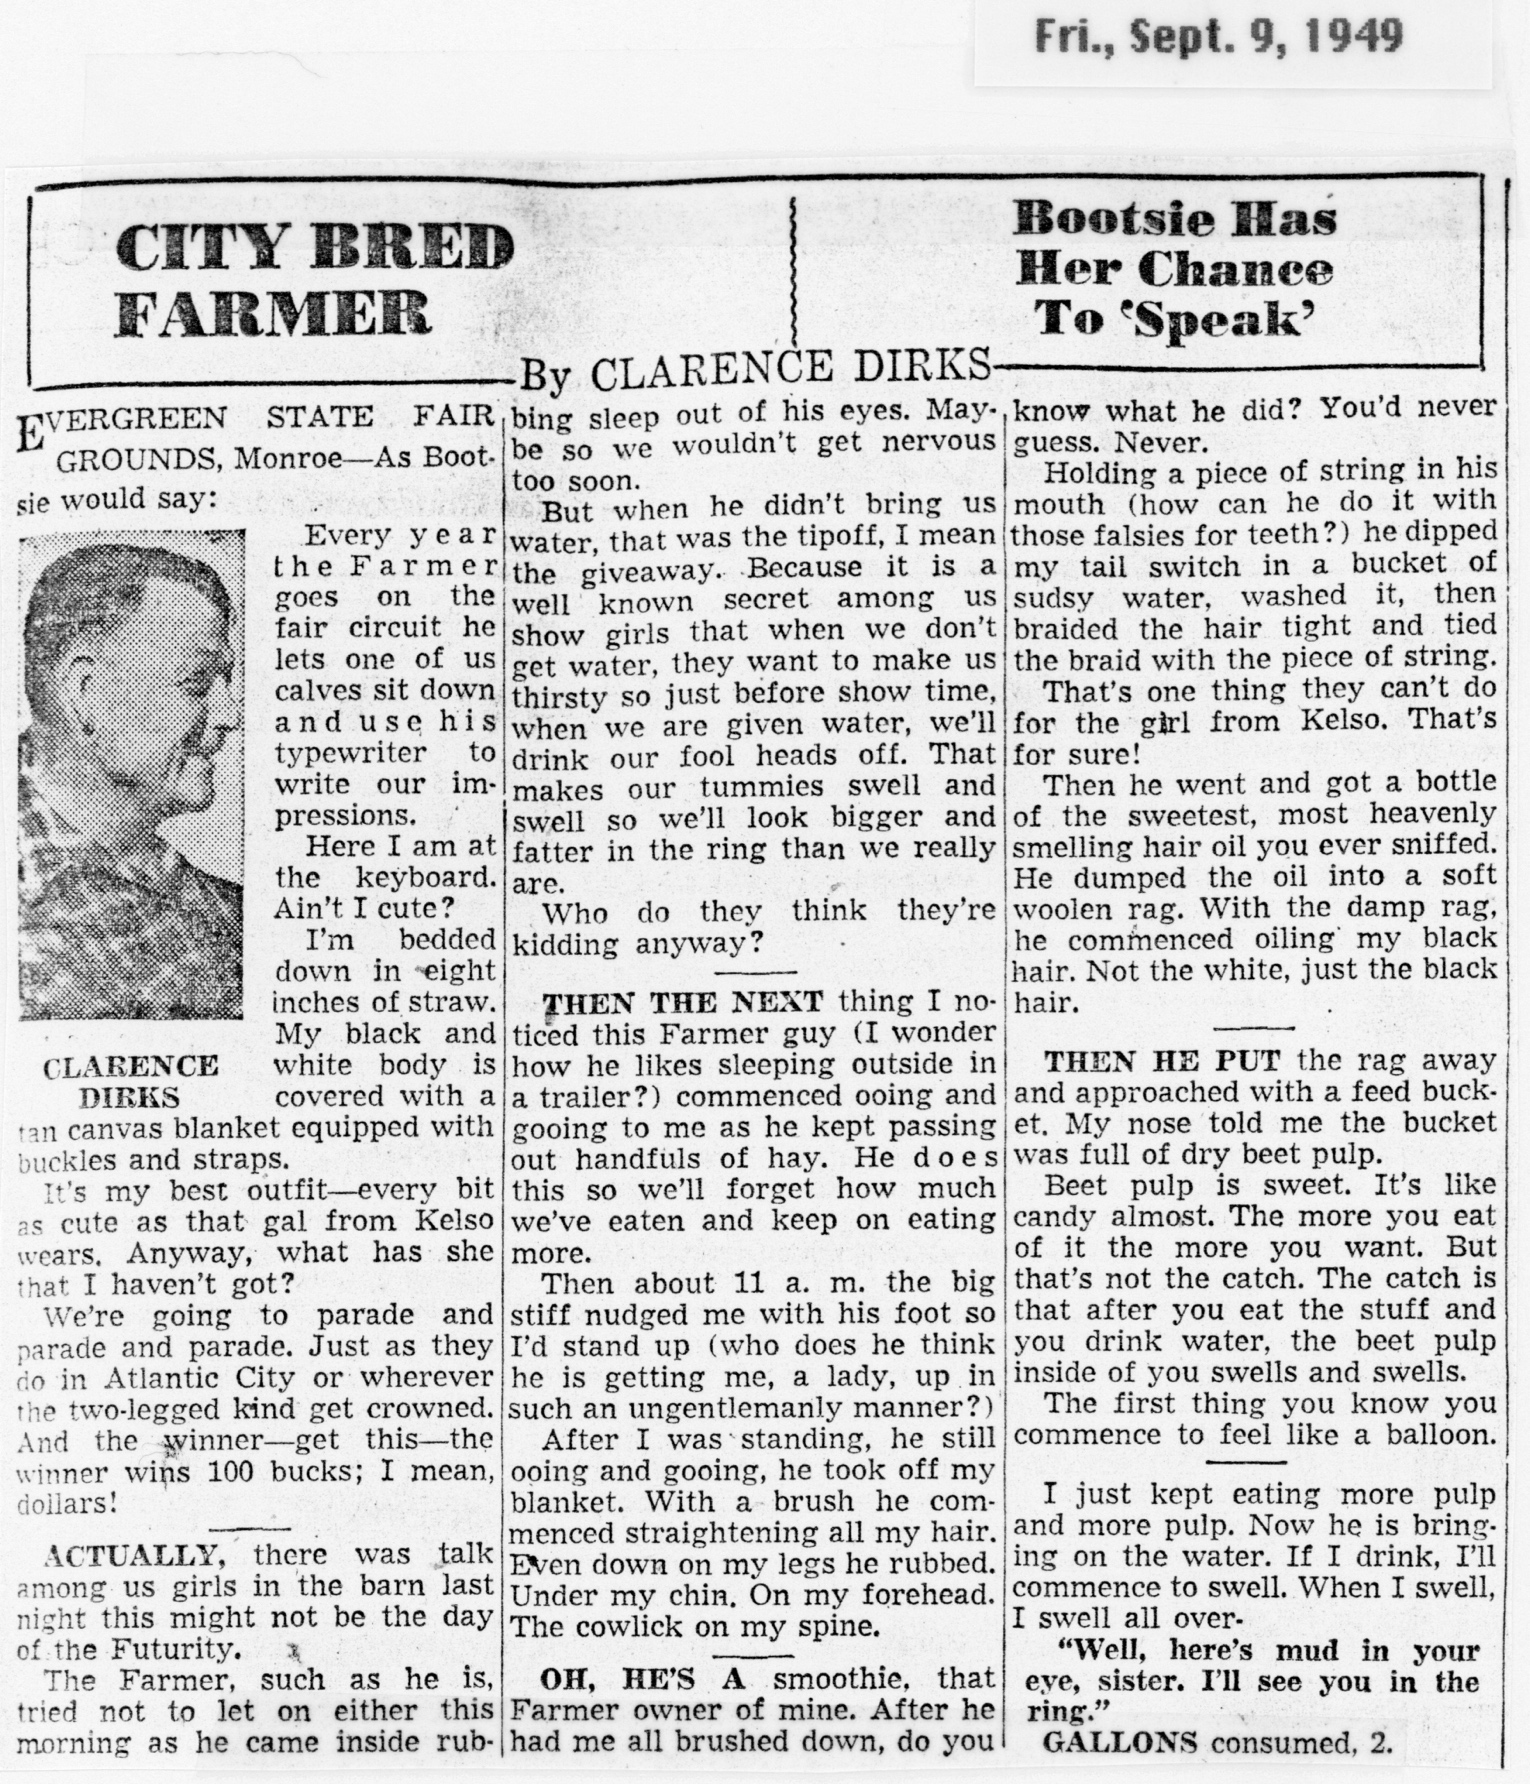 Fri., Sept. 9, 1949
CITY BRED
FARMER
Bootsie Has
Her Chance
To 'Speak'
By CLARENCE DIRKS
EVERGREEN STATE FAIR
GROUNDS, Monroe—As Boot-
sie would say:
Every year
the Farmer
goes on the
fair circuit he
lets one of us
calves sit down
and use his
typewriter to
write our im-
pressions.
Here I am at
the keyboard.
Ain't I cute?
I'm bedded
down in eight
inches of straw.
My black and
white body is
covered with a
CLARENCE
DIRKS
tan canvas blanket equipped with
buckles and straps.
It's my best outfit—every bit
as cute as that gal from Kelso
wears. Anyway, what has she
that I haven't got?
We're going to parade and
parade and parade. Just as they
do in Atlantic City or wherever
the two-legged kind get crowned.
And the winner—get this—the
winner wins 100 bucks; I mean,
dollars!
ACTUALLY, there was talk
among us girls in the barn last
night this might not be the day
of the Futurity.
The Farmer, such as he is,
tried not to let on either this
morning as he came inside rub-
bing sleep out of his eyes. May-
be so we wouldn't get nervous
too soon.
But when he didn't bring us
water, that was the tipoff, I mean
the giveaway. Because it is a
well known secret among us
show girls that when we don't
get water, they want to make us
thirsty so just before show time,
when we are given water, we'll
drink our fool heads off. That
makes our tummies swell and
swell so we'll look bigger and
fatter in the ring than we really
are.
Who do they think they're
kidding anyway?
THEN THE NEXT thing I no-
ticed this Farmer guy (I wonder
how he likes sleeping outside in
a trailer?) commenced ooing and
gooing to me as he kept passing
out handfuls of hay. He does
this so we'll forget how much
we've eaten and keep on eating
more.
Then about 11 a. m. the big
stiff nudged me with his foot so
I'd stand up (who does he think
he is getting me, a lady, up in
such an ungentlemanly manner?)
After I was standing, he still
ooing and gooing, he took off my
blanket. With a brush he com-
menced straightening all my hair.
Even down on my legs he rubbed.
Under my chin. On my forehead.
The cowlick on my spine.
OH, HE'S A smoothie, that
Farmer owner of mine. After he
had me all brushed down, do you
know what he did? You'd never
guess. Never.
Holding a piece of string in his
mouth (how can he do it with
those falsies for teeth?) he dipped
my tail switch in a bucket of
sudsy water, washed it, then
braided the hair tight and tied
the braid with the piece of string.
That's one thing they can't do
for the girl from Kelso. That's
for sure!
Then he went and got a bottle
of the sweetest, most heavenly
smelling hair oil you ever sniffed.
He dumped the oil into a soft
woolen rag. With the damp rag,
he commenced oiling my black
hair. Not the white, just the black
hair.
THEN HE PUT the rag away
and approached with a feed buck-
et. My nose told me the bucket
was full of dry beet pulp.
Beet pulp is sweet. It's like
candy almost. The more you eat
of it the more you want. But
that's not the catch. The catch is
that after you eat the stuff and
you drink water, the beet pulp
inside of you swells and swells.
The first thing you know you
commence to feel like a balloon.
I just kept eating more pulp
and more pulp. Now he is bring-
ing on the water. If I drink, I'll
commence to swell. When I swell,
I swell all over-
"Well, here's mud in your
eye, sister. I'll see you in the
ring."
GALLONS consumed, 2.